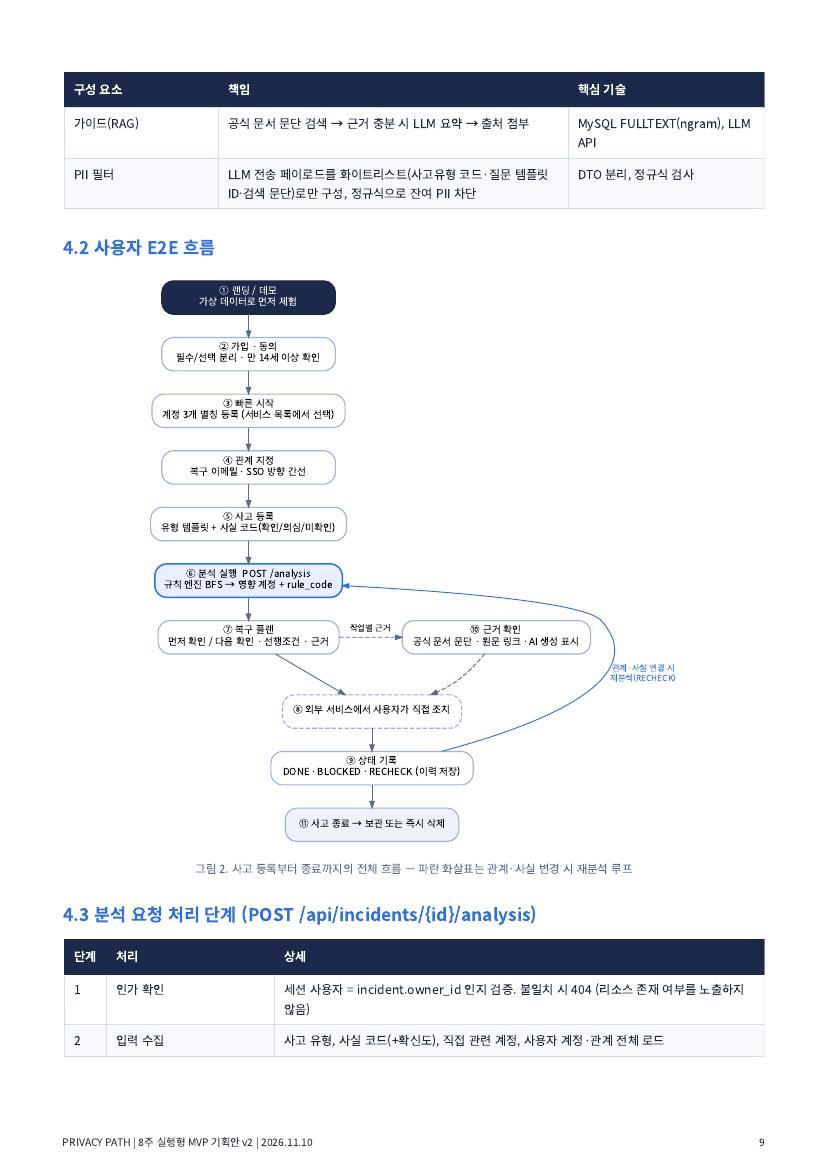 구성 요소 책임 핵심 기술
가이드(RAG) 공식 문서 문단 검색 → 근거 충분 시 LLM 요약 → 출처 첨부 MySQL FULLTEXT(ngram), LLM
API
PII 필터 LLM 전송 페이로드를 화이트리스트(사고유형 코드·질문 템플릿 DTO 분리, 정규식 검사
ID·검색 문단)로만 구성, 정규식으로 잔여 PII 차단
4.2 사용자 E2E 흐름
① 랜딩 / 데모
가상 데이터로 먼저 체험
② 가입 · 동의
필수/선택 분리 · 만 14세 이상 확인
③ 빠른 시작
계정 3개 별칭 등록 (서비스 목록에서 선택)
④ 관계 지정
복구 이메일 · SSO 방향 간선
⑤ 사고 등록
유형 템플릿 + 사실 코드(확인/의심/미확인)
⑥ 분석 실행 POST /analysis
규칙 엔진 BFS → 영향 계정 + rule_code
⑦ 복구 플랜
먼저 확인 / 다음 확인 · 선행조건 · 근거
작업별 근거
⑩ 근거 확인
공식 문서 문단 · 원문 링크 · AI 생성 표시
관계·사실 변경 시
재분석(RECHECK)
⑧ 외부 서비스에서 사용자가 직접 조치
⑨ 상태 기록
DONE · BLOCKED · RECHECK (이력 저장)
⑪ 사고 종료 → 보관 또는 즉시 삭제
그림 2. 사고 등록부터 종료까지의 전체 흐름 — 파란 화살표는 관계·사실 변경 시 재분석 루프
4.3 분석 요청 처리 단계 (POST /api/incidents/{id}/analysis)
단계 처리 상세
1 인가 확인 세션 사용자 = incident.owner_id 인지 검증. 불일치 시 404 (리소스 존재 여부를 노출하지
않음)
2 입력 수집 사고 유형, 사실 코드(+확신도), 직접 관련 계정, 사용자 계정·관계 전체 로드
PRIVACY PATH | 8주 실행형 MVP 기획안 v2 | 2026.11.10 9